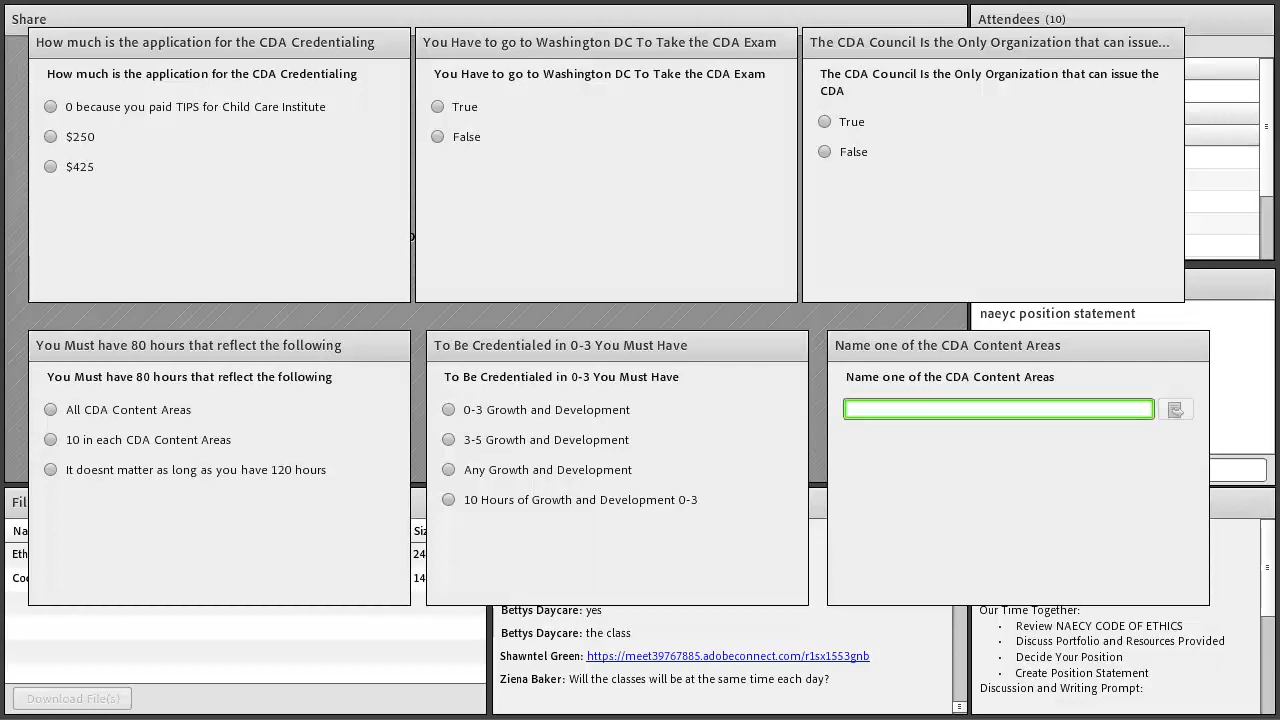 Share
Attendees (10)
How much is the application for the CDA Credentialing
How much is the application for the CDA Credentialing
0 because you paid TIPS for Child Care Institute
$250
$425
You Have to go to Washington DC To Take the CDA Exam
You Have to go to Washington DC To Take the CDA Exam
True
False
The CDA Council Is the Only Organization that can issue...
The CDA Council Is the Only Organization that can issue the
CDA
True
False
naeyc position statement
You Must have 80 hours that reflect the following
You Must have 80 hours that reflect the following
All CDA Content Areas
10 in each CDA Content Areas
It doesnt matter as long as you have 120 hours
To Be Credentialed in 0-3 You Must Have
To Be Credentialed in 0-3 You Must Have
0-3 Growth and Development
3-5 Growth and Development
Any Growth and Development
10 Hours of Growth and Development 0-3
Name one of the CDA Content Areas
Name one of the CDA Content Areas
Fil
Na
Siz
Eth
24
Coo
14
Download File(s)
Bettys Daycare: yes
Bettys Daycare: the class
Shawntel Green: https://meet39767885.adobeconnect.com/r1sx1553gnb
Ziena Baker: Will the classes will be at the same time each day?
Our Time Together:
• Review NAECY CODE OF ETHICS
• Discuss Portfolio and Resources Provided
• Decide Your Position
• Create Position Statement
Discussion and Writing Prompt: